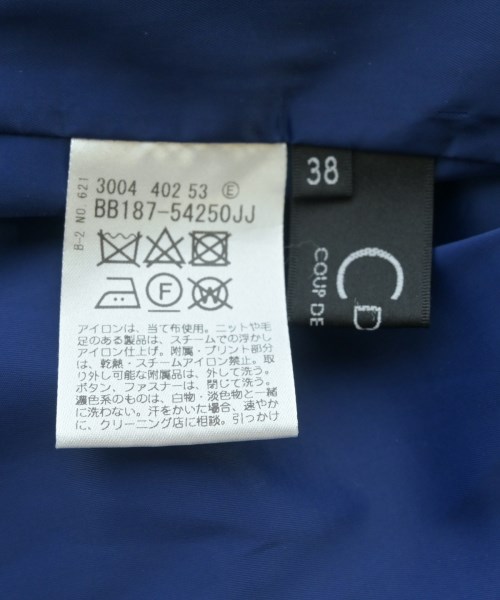 B-2 NO 621
3004 402 53 Ⓔ
BB187-54250JJ
F
W
アイロンは、当て布使用。ニットや毛
足のある製品は、スチームでの浮かし
アイロン仕上げ。附属・プリント部分
は、乾熱・スチームアイロン禁止。取
り外し可能な附属品は、外して洗う。
ボタン、ファスナーは、閉じて洗う。
濃色系のものは、白物・淡色物と一緒
に洗わない。汗をかいた場合、速やか
に、クリーニング店に相談。引っかけ
38
CD
COUP DE